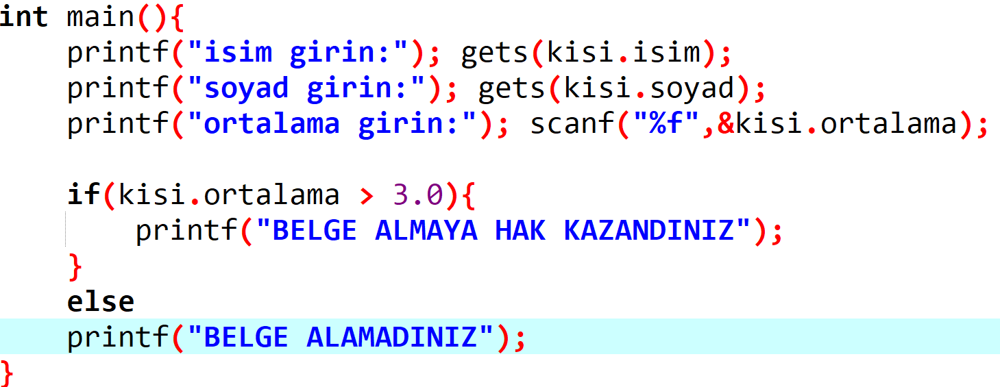 int main(){
printf("isim girin:"); gets(kisi.isim);
printf("soyad girin:"); gets(kisi.soyad);
printf("ortalama girin:"); scanf("%f",&kisi.ortalama);
if(kisi.ortalama > 3.0){
printf("BELGE ALMAYA HAK KAZANDINIZ");
}
else
printf("BELGE ALAMADINIZ");
}